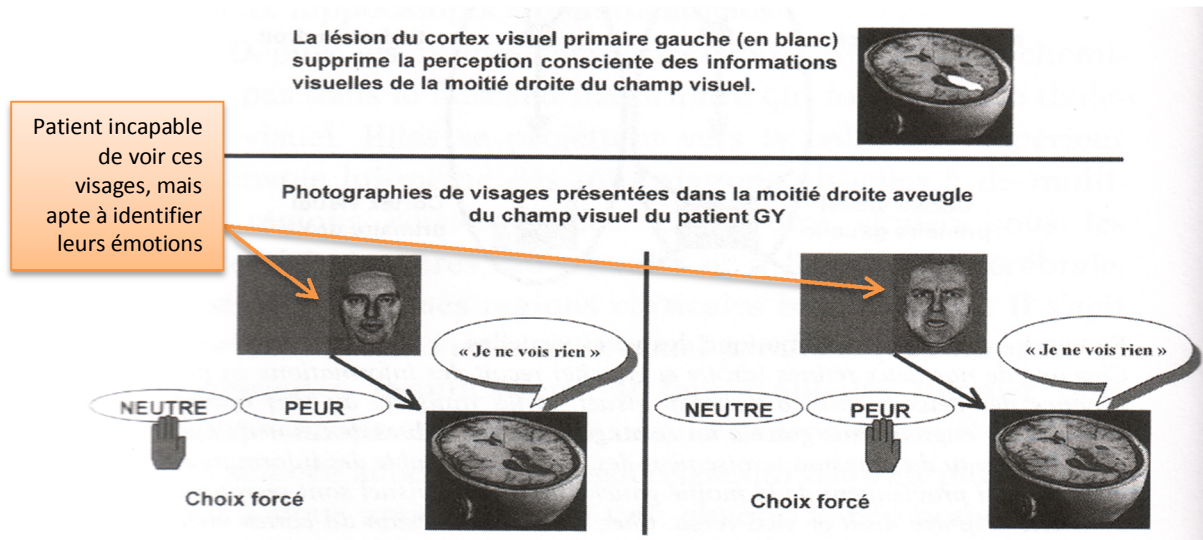 La lésion du cortex visuel primaire gauche (en blanc)
supprime la perception consciente des informations
visuelles de la moitié droite du champ visuel.
Patient incapable
de voir ces
visages, mais
apte à identifier
leurs émotions
Photographies de visages présentées dans la moitié droite aveugle
du champ visuel du patient GY
« Je ne vois rien »
NEUTRE
PEUR
Choix forcé
« Je ne vois rien »
NEUTRE
PEUR
Choix forcé